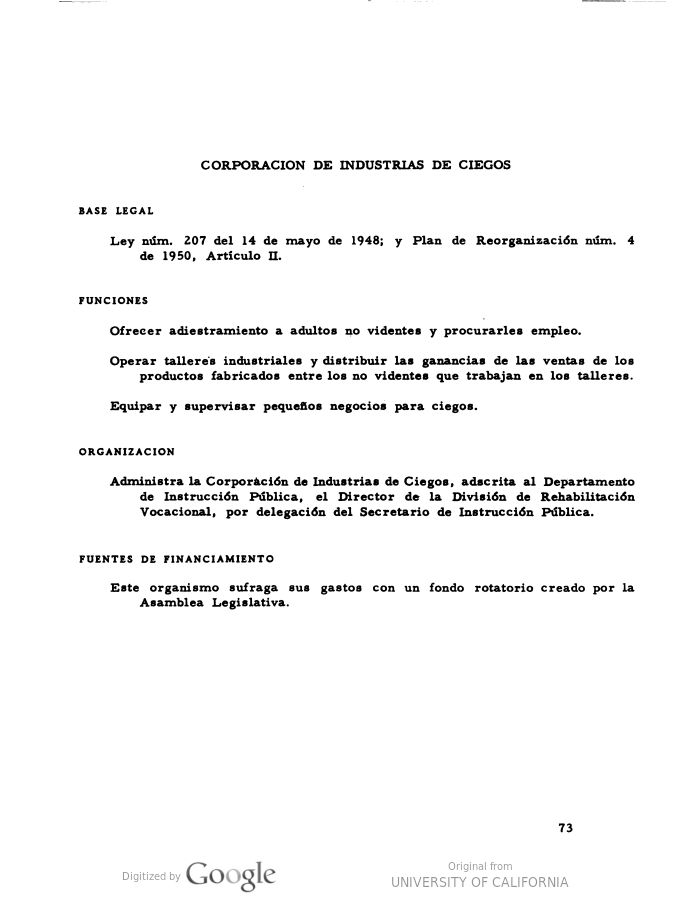 CORPORACION DE INDUSTRIAS DE CIEGOS
BASE LEGAL
Ley núm. 207 del 14 de mayo de 1948; y Plan de Reorganización núm. 4
de 1950, Artículo II.
FUNCIONES
Ofrecer adiestramiento a adultos no videntes y procurarles empleo.
Operar talleres industriales y distribuir las ganancias de las ventas de los
productos fabricados entre los no videntes que trabajan en los talleres.
Equipar y supervisar pequeños negocios para ciegos.
ORGANIZACION
Administra la Corporación de Industrias de Ciegos, adscrita al Departamento
de Instrucción Pública, el Director de la División de Rehabilitación
Vocacional, por delegación del Secretario de Instrucción Pública.
FUENTES DE FINANCIAMIENTO
Este organismo sufraga sus gastos con un fondo rotatorio creado por la
Asamblea Legislativa.
73
Digitized by Google
Original from
UNIVERSITY OF CALIFORNIA